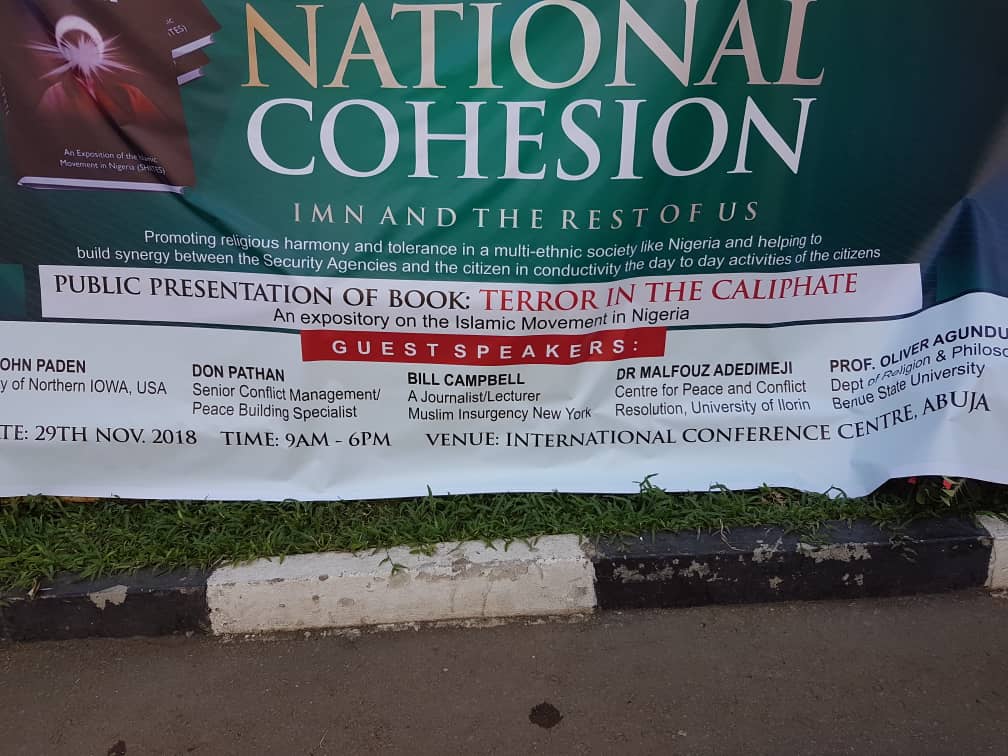 NATIONAL
COHESION
IMN AND THE REST OF US
Promoting religious harmony and tolerance in a multi-ethnic society like Nigeria and helping to
build synergy between the Security Agencies and the citizen in conductivity the day to day activities of the citizens
PUBLIC PRESENTATION OF BOOK: TERROR IN THE CALIPHATE
An expository on the Islamic Movement in Nigeria
GUEST SPEAKERS:
OHN PADEN
y of Northern IOWA, USA
DON PATHAN
Senior Conflict Management/
Peace Building Specialist
BILL CAMPBELL
A Journalist/Lecturer
Muslim Insurgency New York
DR MALFOUZ ADEDIMEJI
Centre for Peace and Conflict
Resolution, University of Ilorin
PROF. OLIVER AGUNDU
Dept of Religion & Philoso
Benue State University
TE: 29TH NOV. 2018 TIME: 9AM - 6PM VENUE: INTERNATIONAL CONFERENCE CENTRE, ABUJA
An Exposition of the Islamic
Movement in Nigeria (SHIITES)